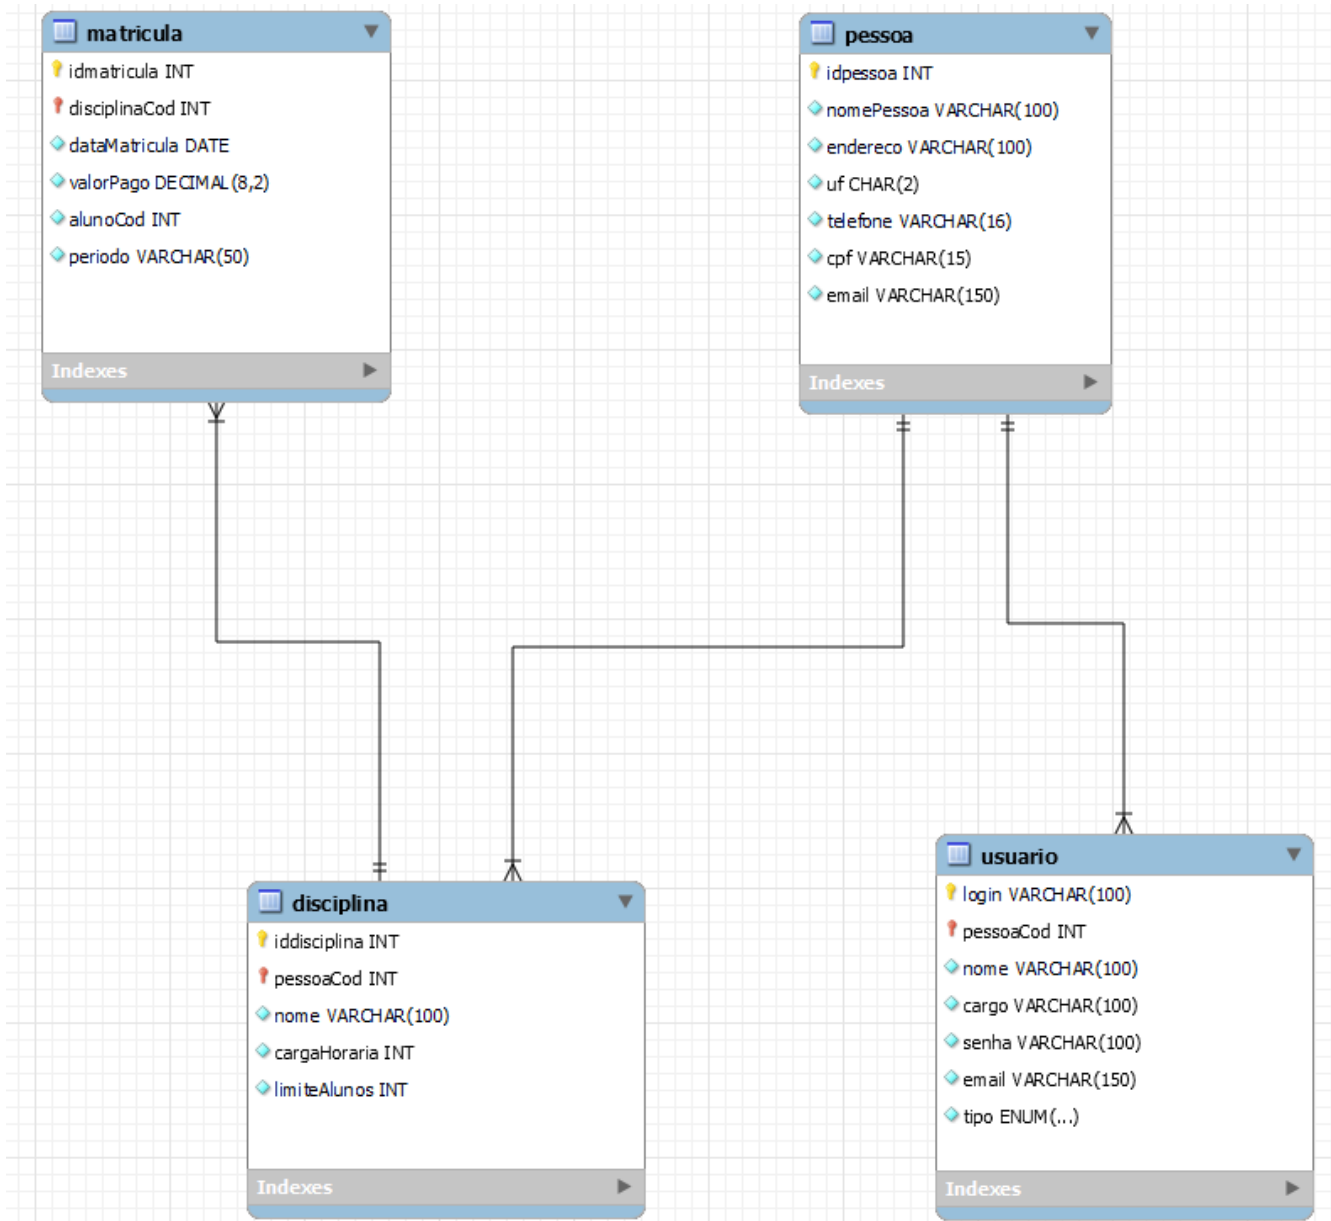 matricula
idmatricula INT
disciplinaCod INT
dataMatricula DATE
valorPago DECIMAL(8,2)
alunoCod INT
periodo VARCHAR(50)
Indexes
pessoa
idpessoa INT
nomePessoa VARCHAR(100)
endereco VARCHAR(100)
uf CHAR(2)
telefone VARCHAR(16)
cpf VARCHAR(15)
email VARCHAR(150)
Indexes
disciplina
iddisciplina INT
pessoaCod INT
nome VARCHAR(100)
cargaHoraria INT
limiteAlunos INT
Indexes
usuario
login VARCHAR(100)
pessoaCod INT
nome VARCHAR(100)
cargo VARCHAR(100)
senha VARCHAR(100)
email VARCHAR(150)
tipo ENUM(...)
Indexes